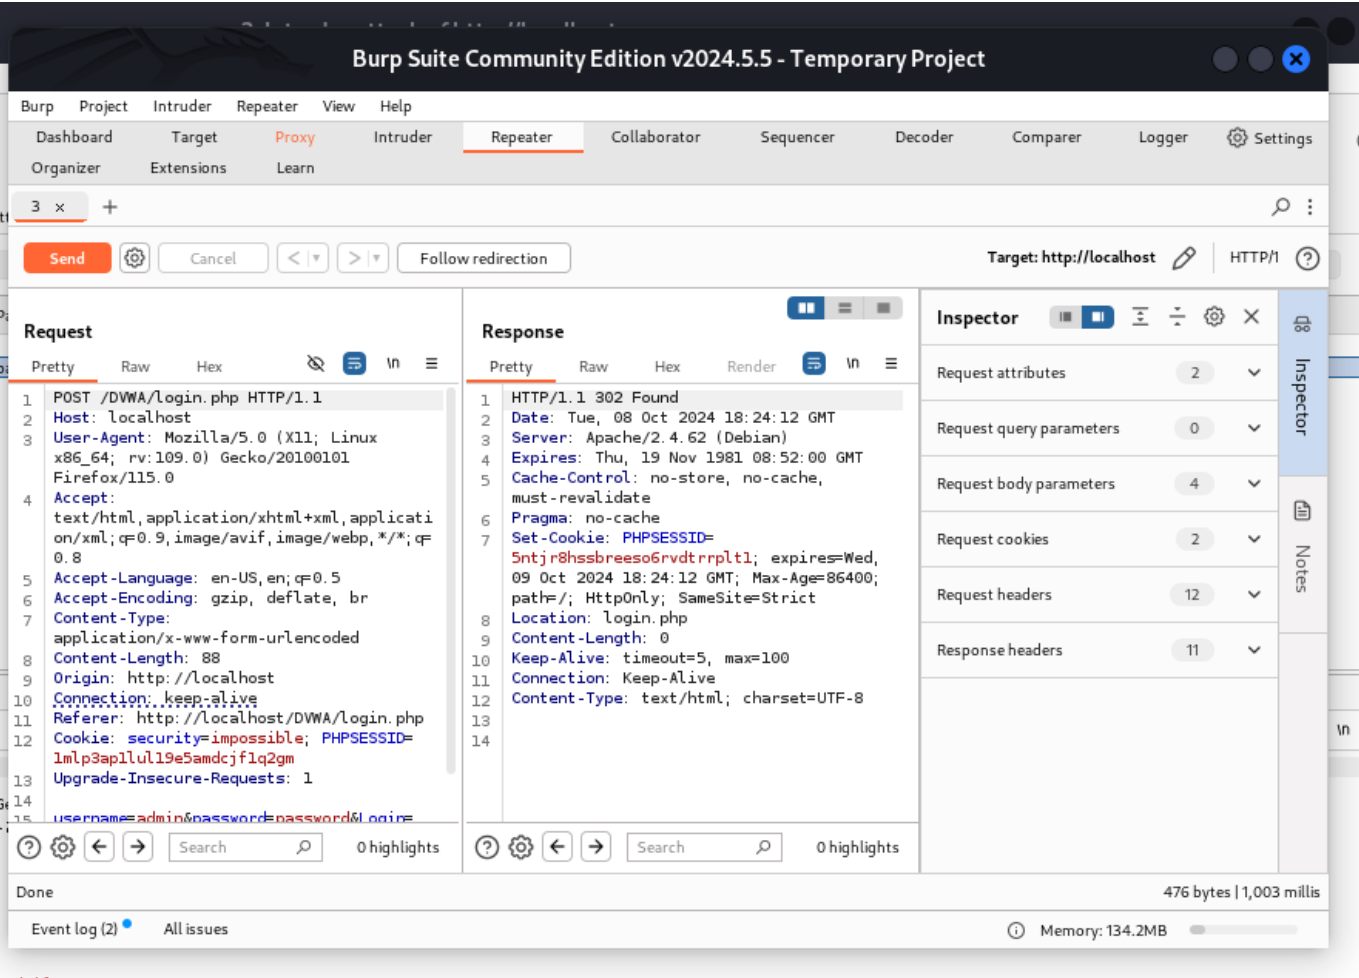 Burp Suite Community Edition v2024.5.5 - Temporary Project
Burp Project Intruder Repeater View Help
Dashboard Target Proxy Intruder Repeater Collaborator Sequencer Decoder Comparer Logger Settings
Organizer Extensions Learn
3 × +
Send Cancel < > Follow redirection Target: http://localhost HTTP/1
Request
Pretty Raw Hex \n
1 POST /DVWA/login.php HTTP/1.1
2 Host: localhost
3 User-Agent: Mozilla/5.0 (X11; Linux
x86_64; rv:109.0) Gecko/20100101
Firefox/115.0
4 Accept:
text/html,application/xhtml+xml,applicati
on/xml;q=0.9,image/avif,image/webp,*/*;q=
0.8
5 Accept-Language: en-US,en;q=0.5
6 Accept-Encoding: gzip, deflate, br
7 Content-Type:
application/x-www-form-urlencoded
8 Content-Length: 88
9 Origin: http://localhost
10 Connection: keep-alive
11 Referer: http://localhost/DVWA/login.php
12 Cookie: security=impossible; PHPSESSID=
1mlp3ap1lul19e5amdcjf1q2gm
13 Upgrade-Insecure-Requests: 1
14
15 username=admin&password=password&Login=
Search 0 highlights
Response
Pretty Raw Hex Render \n
1 HTTP/1.1 302 Found
2 Date: Tue, 08 Oct 2024 18:24:12 GMT
3 Server: Apache/2.4.62 (Debian)
4 Expires: Thu, 19 Nov 1981 08:52:00 GMT
5 Cache-Control: no-store, no-cache,
must-revalidate
6 Pragma: no-cache
7 Set-Cookie: PHPSESSID=
5ntjr8hssbreeso6rvdtrrplt1; expires=Wed,
09 Oct 2024 18:24:12 GMT; Max-Age=86400;
path=/; HttpOnly; SameSite=Strict
8 Location: login.php
9 Content-Length: 0
10 Keep-Alive: timeout=5, max=100
11 Connection: Keep-Alive
12 Content-Type: text/html; charset=UTF-8
13
14
Search 0 highlights
Inspector
Request attributes 2
Request query parameters 0
Request body parameters 4
Request cookies 2
Request headers 12
Response headers 11
Inspector
Notes
\n
Done 476 bytes | 1,003 millis
Event log (2) All issues Memory: 134.2MB